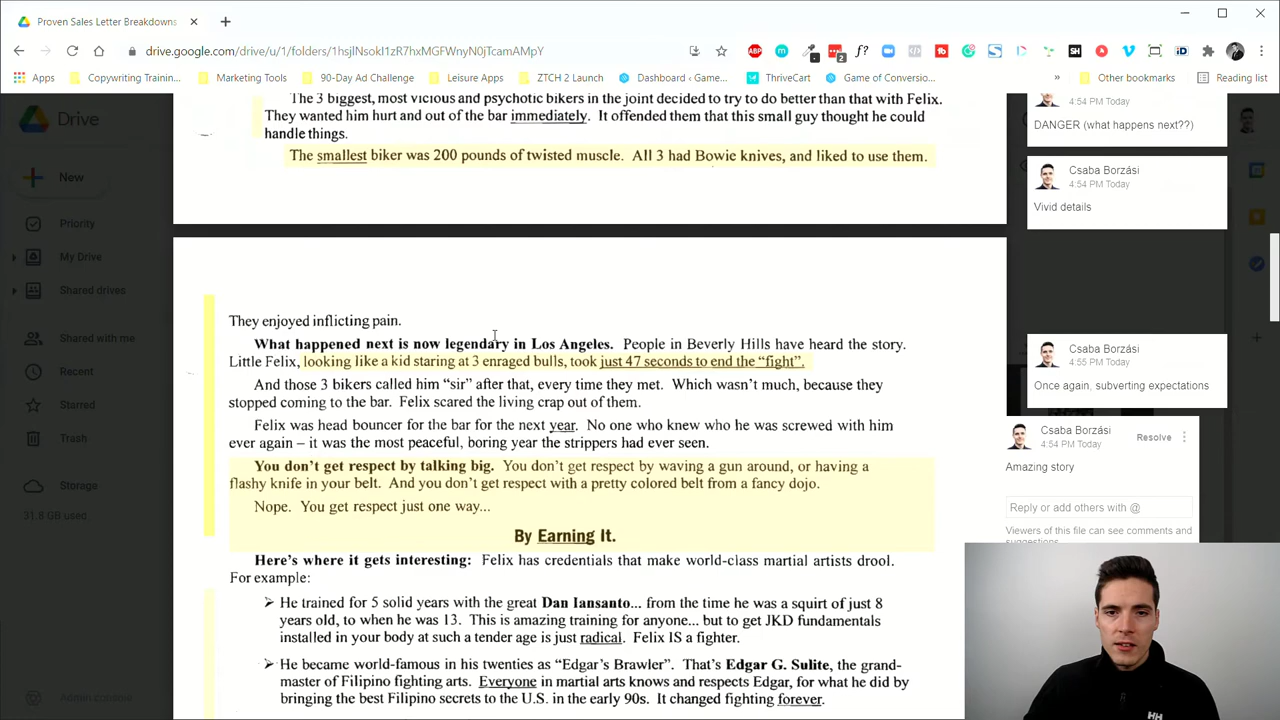 Proven Sales Letter Breakdowns
drive.google.com/drive/u/1/folders/1hsjlNsokI1zR7hxMGFWnyN0jTcamAMpY
Apps
Copywriting Trainin...
Marketing Tools
90-Day Ad Challenge
Leisure Apps
ZTCH 2 Launch
Dashboard ‹ Game...
ThriveCart
Game of Conversio...
»
Other bookmarks
Reading list
Drive
New
Priority
My Drive
Shared drives
Shared with me
Recent
Starred
Trash
Storage
31.8 GB used
Admin console
The 3 biggest, most vicious and psychotic bikers in the joint decided to try to do better than that with Felix.
They wanted him hurt and out of the bar immediately. It offended them that this small guy thought he could
handle things.
The smallest biker was 200 pounds of twisted muscle. All 3 had Bowie knives, and liked to use them.
They enjoyed inflicting pain.
What happened next is now legendary in Los Angeles. People in Beverly Hills have heard the story.
Little Felix, looking like a kid staring at 3 enraged bulls, took just 47 seconds to end the “fight”.
And those 3 bikers called him “sir” after that, every time they met. Which wasn’t much, because they
stopped coming to the bar. Felix scared the living crap out of them.
Felix was head bouncer for the bar for the next year. No one who knew who he was screwed with him
ever again – it was the most peaceful, boring year the strippers had ever seen.
You don’t get respect by talking big. You don’t get respect by waving a gun around, or having a
flashy knife in your belt. And you don’t get respect with a pretty colored belt from a fancy dojo.
Nope. You get respect just one way...
By Earning It.
Here’s where it gets interesting: Felix has credentials that make world-class martial artists drool.
For example:
➢ He trained for 5 solid years with the great Dan Iansanto... from the time he was a squirt of just 8
years old, to when he was 13. This is amazing training for anyone... but to get JKD fundamentals
installed in your body at such a tender age is just radical. Felix IS a fighter.
➢ He became world-famous in his twenties as “Edgar’s Brawler”. That’s Edgar G. Sulite, the grand-
master of Filipino fighting arts. Everyone in martial arts knows and respects Edgar, for what he did by
bringing the best Filipino secrets to the U.S. in the early 90s. It changed fighting forever.
4:54 PM Today
DANGER (what happens next??)
Csaba Borzási
4:54 PM Today
Vivid details
Csaba Borzási
4:55 PM Today
Once again, subverting expectations
Csaba Borzási
4:54 PM Today
Resolve
Amazing story
Reply or add others with @
Viewers of this file can see comments and
suggestions
HH